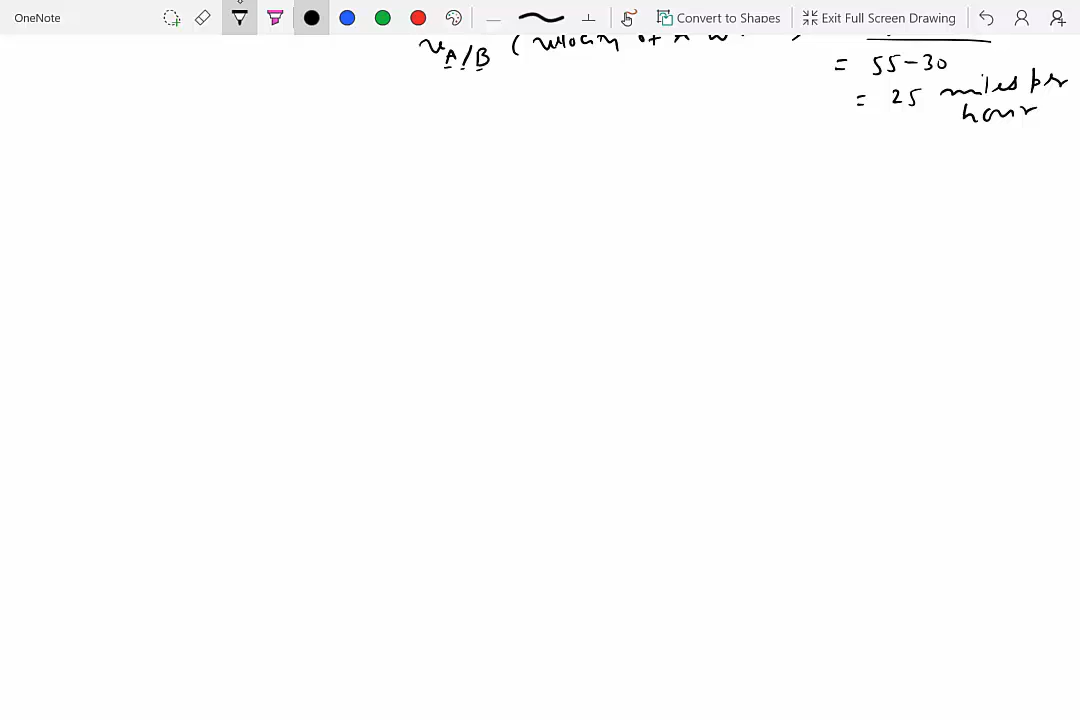 OneNote
Convert to Shapes
Exit Full Screen Drawing
v A/B (velocity of A
= 55-30
= 25 miles per
hour